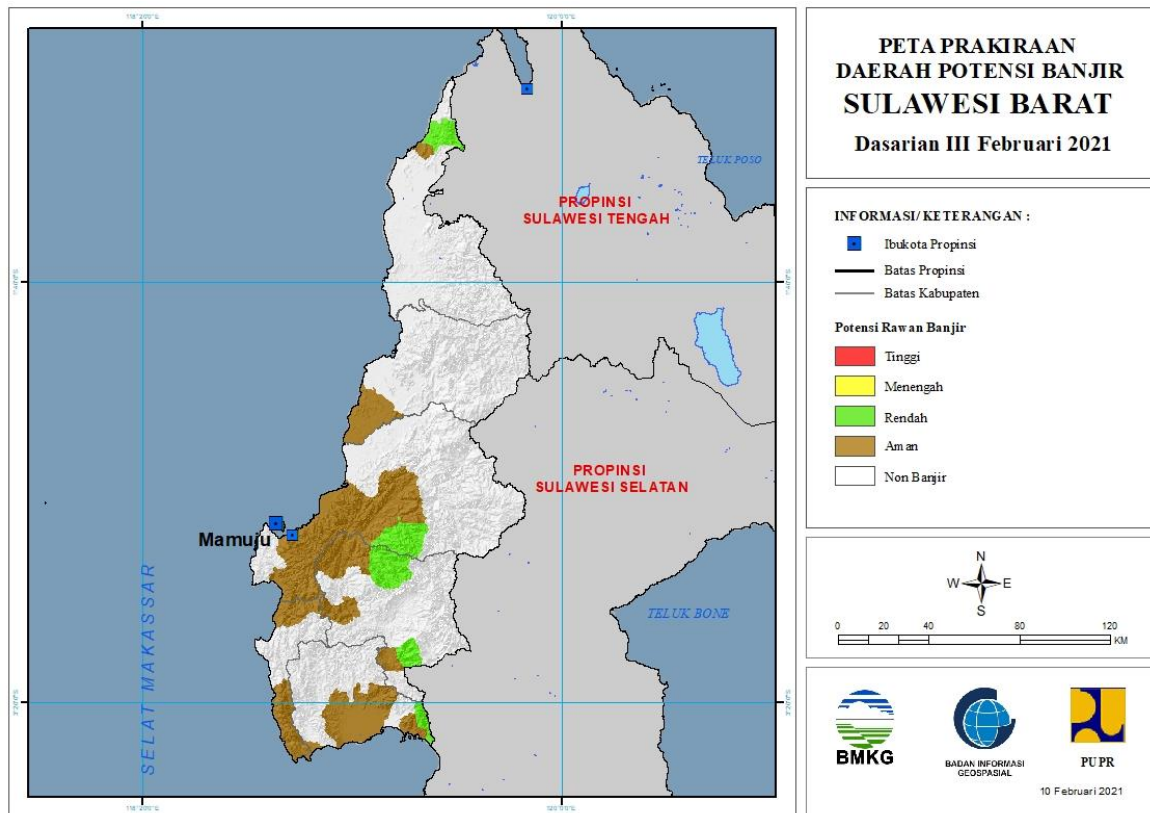 PETA PRAKIRAAN
DAERAH POTENSI BANJIR
SULAWESI BARAT
Dasarian III Februari 2021
INFORMASI/ KETERANGAN :
Ibukota Propinsi
Batas Propinsi
Batas Kabupaten
Potensi Rawan Banjir
Tinggi
Menengah
Rendah
Aman
Non Banjir
N
W E
S
0 20 40 80 120
KM
BMKG
BADAN INFORMASI
GEOSPASIAL
PUPR
10 Februari 2021
TELUK POSO
PROPINSI
SULAWESI TENGAH
PROPINSI
SULAWESI SELATAN
Mamuju
SELAT MAKASSAR
TELUK BONE